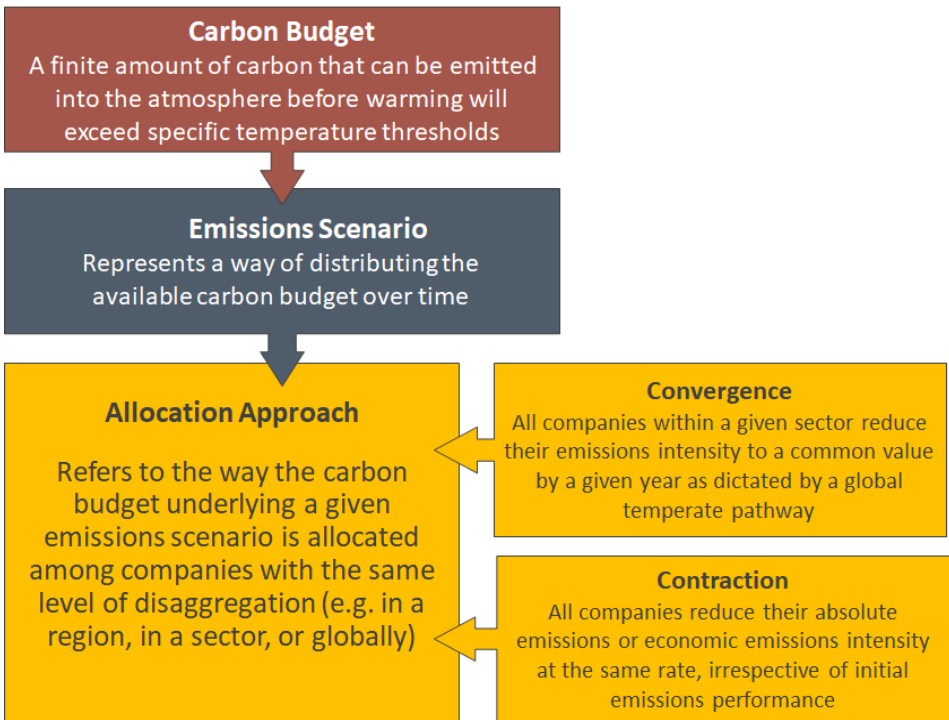 Carbon Budget
A finite amount of carbon that can be emitted
into the atmosphere before warming will
exceed specific temperature thresholds
Emissions Scenario
Represents a way of distributing the
available carbon budget over time
Allocation Approach
Refers to the way the carbon
budget underlying a given
emissions scenario is allocated
among companies with the same
level of disaggregation (e.g. in a
region, in a sector, or globally)
Convergence
All companies within a given sector reduce
their emissions intensity to a common value
by a given year as dictated by a global
temperate pathway
Contraction
All companies reduce their absolute
emissions or economic emissions intensity
at the same rate, irrespective of initial
emissions performance